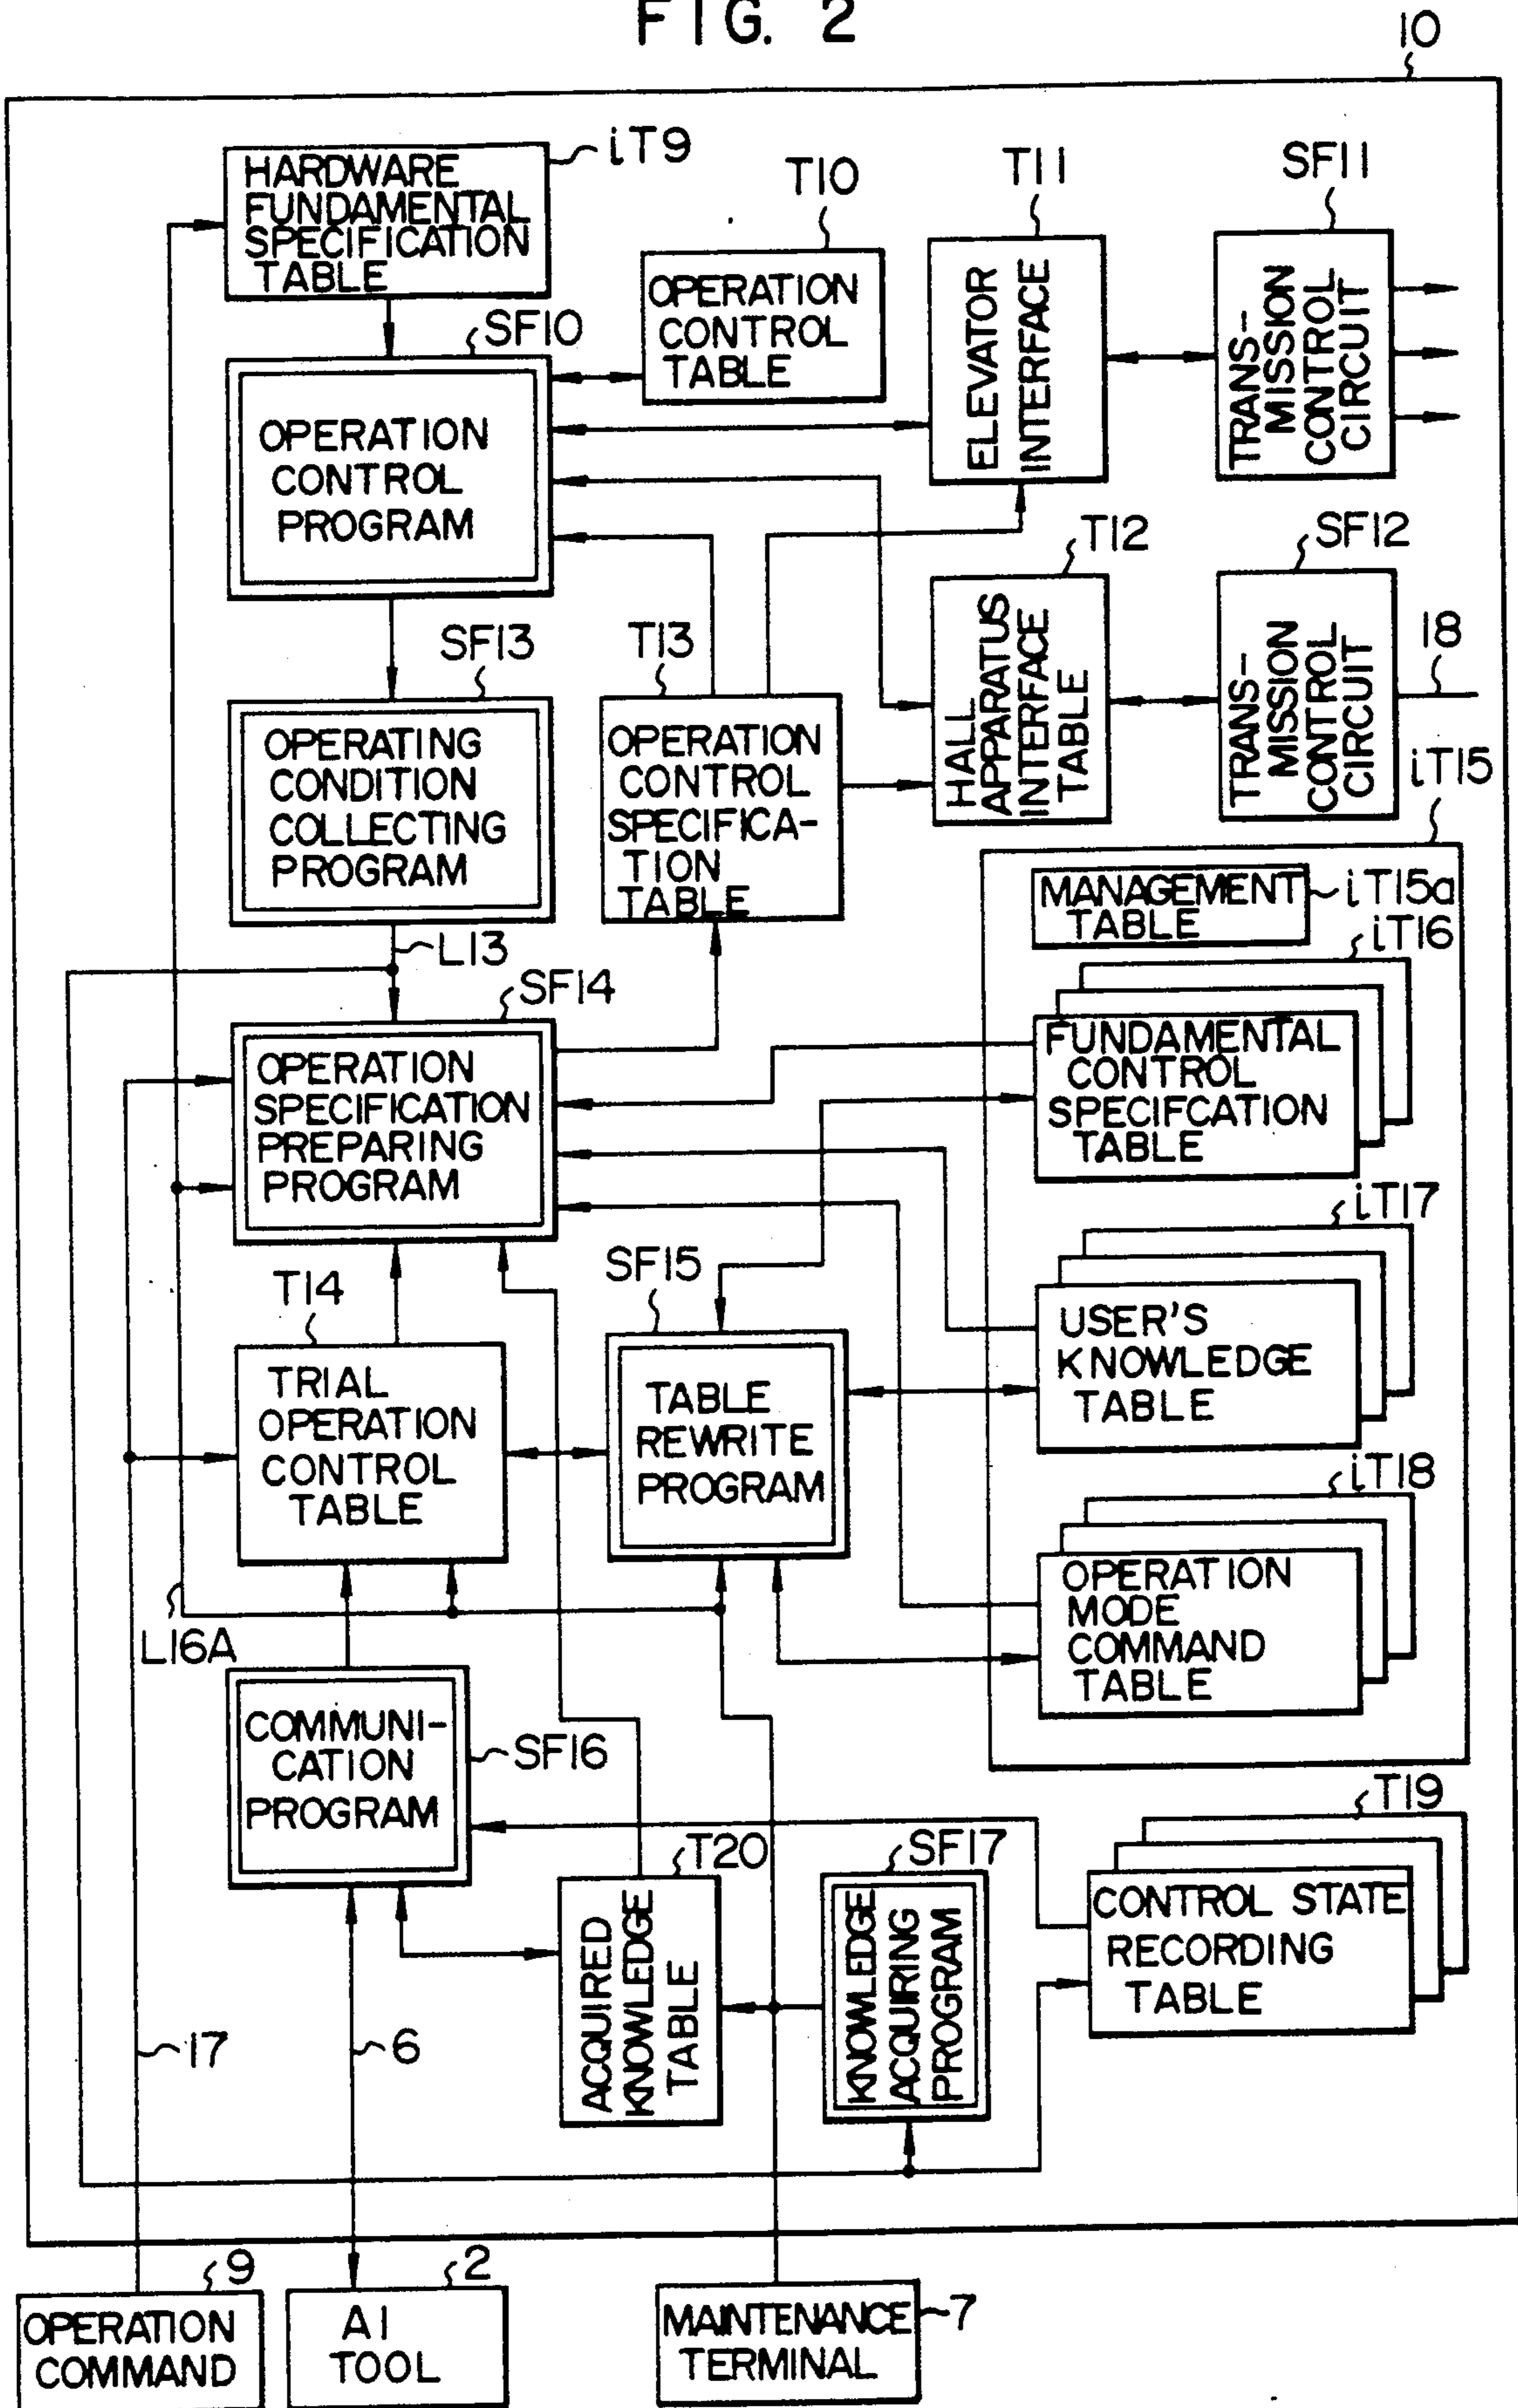 FIG. 2
10
HARDWARE
FUNDAMENTAL
SPECIFICATION
TABLE
iT9
T10
OPERATION
CONTROL
TABLE
T11
ELEVATOR
INTERFACE
SF11
TRANS-
MISSION
CONTROL
CIRCUIT
SF10
OPERATION
CONTROL
PROGRAM
T12
HALL
APPARATUS
INTERFACE
TABLE
SF12
TRANS-
MISSION
CONTROL
CIRCUIT
18
SF13
OPERATING
CONDITION
COLLECTING
PROGRAM
T13
OPERATION
CONTROL
SPECIFICA-
TION
TABLE
iT15
MANAGEMENT
TABLE
iT15a
L13
iT16
FUNDAMENTAL
CONTROL
SPECIFCATION
TABLE
SF14
OPERATION
SPECIFICATION
PREPARING
PROGRAM
iT17
USER'S
KNOWLEDGE
TABLE
T14
TRIAL
OPERATION
CONTROL
TABLE
SF15
TABLE
REWRITE
PROGRAM
iT18
OPERATION
MODE
COMMAND
TABLE
L16A
COMMUNI-
CATION
PROGRAM
SF16
T19
CONTROL STATE
RECORDING
TABLE
T20
ACQUIRED
KNOWLEDGE
TABLE
SF17
KNOWLEDGE
ACQUIRING
PROGRAM
17
6
9
OPERATION
COMMAND
2
AI
TOOL
MAINTENANCE
TERMINAL
7